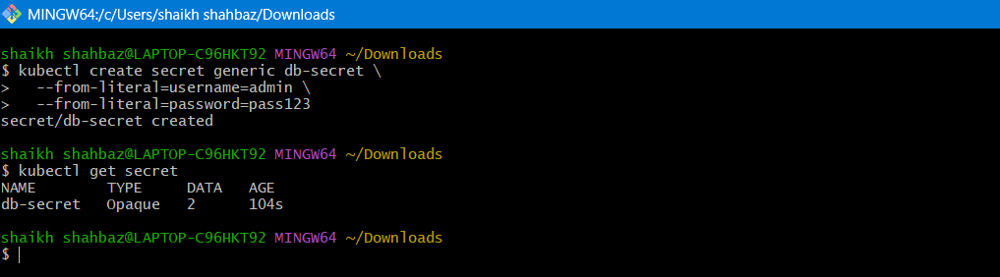 MINGW64:/c/Users/shaikh shahbaz/Downloads
shaikh shahbaz@LAPTOP-C96HKT92 MINGW64 ~/Downloads
$ kubectl create secret generic db-secret \
>   --from-literal=username=admin \
>   --from-literal=password=pass123
secret/db-secret created
shaikh shahbaz@LAPTOP-C96HKT92 MINGW64 ~/Downloads
$ kubectl get secret
NAME        TYPE     DATA   AGE
db-secret   Opaque   2      104s
shaikh shahbaz@LAPTOP-C96HKT92 MINGW64 ~/Downloads
$